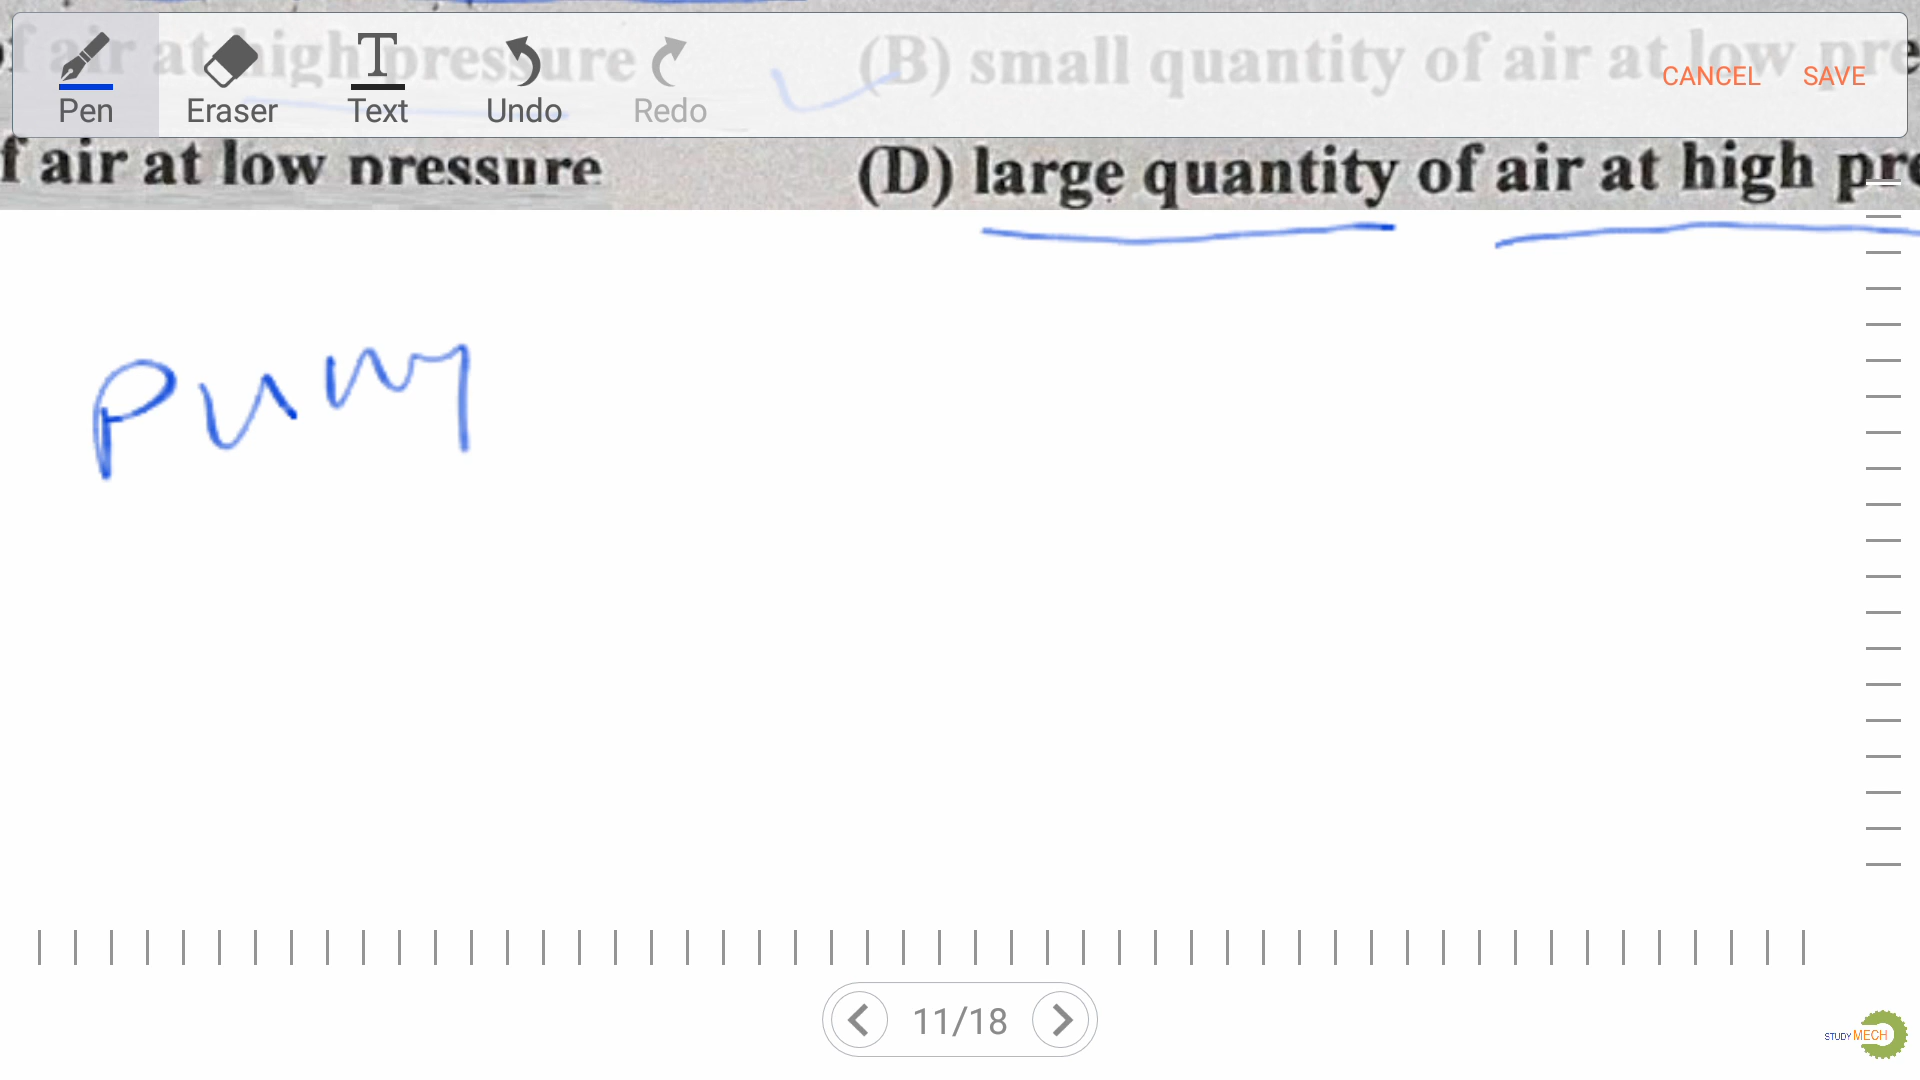 f air at high pressure (B) small quantity of air at low pre
Pen Eraser Text Undo Redo CANCEL SAVE
f air at low pressure (D) large quantity of air at high pre
11/18
STUDY MECH